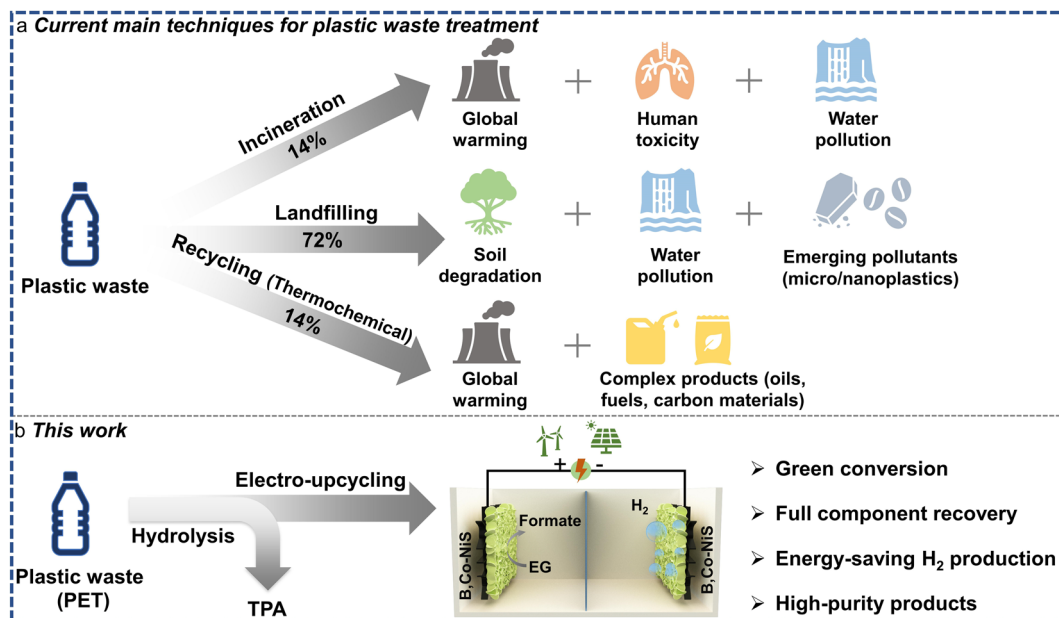 a Current main techniques for plastic waste treatment
Incineration
14%
Global
warming
Human
toxicity
Water
pollution
Plastic waste
Landfilling
72%
Soil
degradation
Water
pollution
Emerging pollutants
(micro/nanoplastics)
Recycling (Thermochemical)
14%
Global
warming
Complex products (oils,
fuels, carbon materials)
b This work
Plastic waste
(PET)
Electro-upcycling
Hydrolysis
TPA
+ -
B,Co-NiS
Formate
EG
H₂
B,Co-NiS
➢ Green conversion
➢ Full component recovery
➢ Energy-saving H₂ production
➢ High-purity products